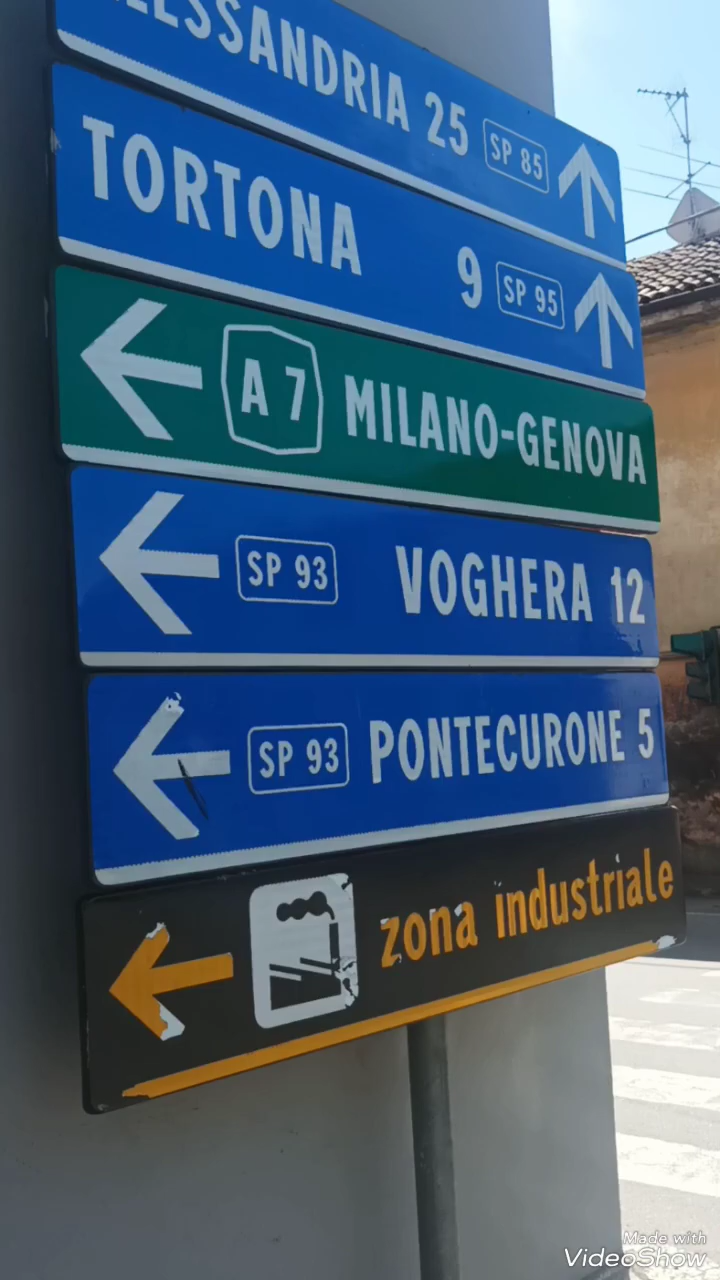 ALESSANDRIA 25 SP 85
TORTONA 9 SP 95
A 7 MILANO-GENOVA
SP 93 VOGHERA 12
SP 93 PONTECURONE 5
zona industriale
Made with
VideoShow